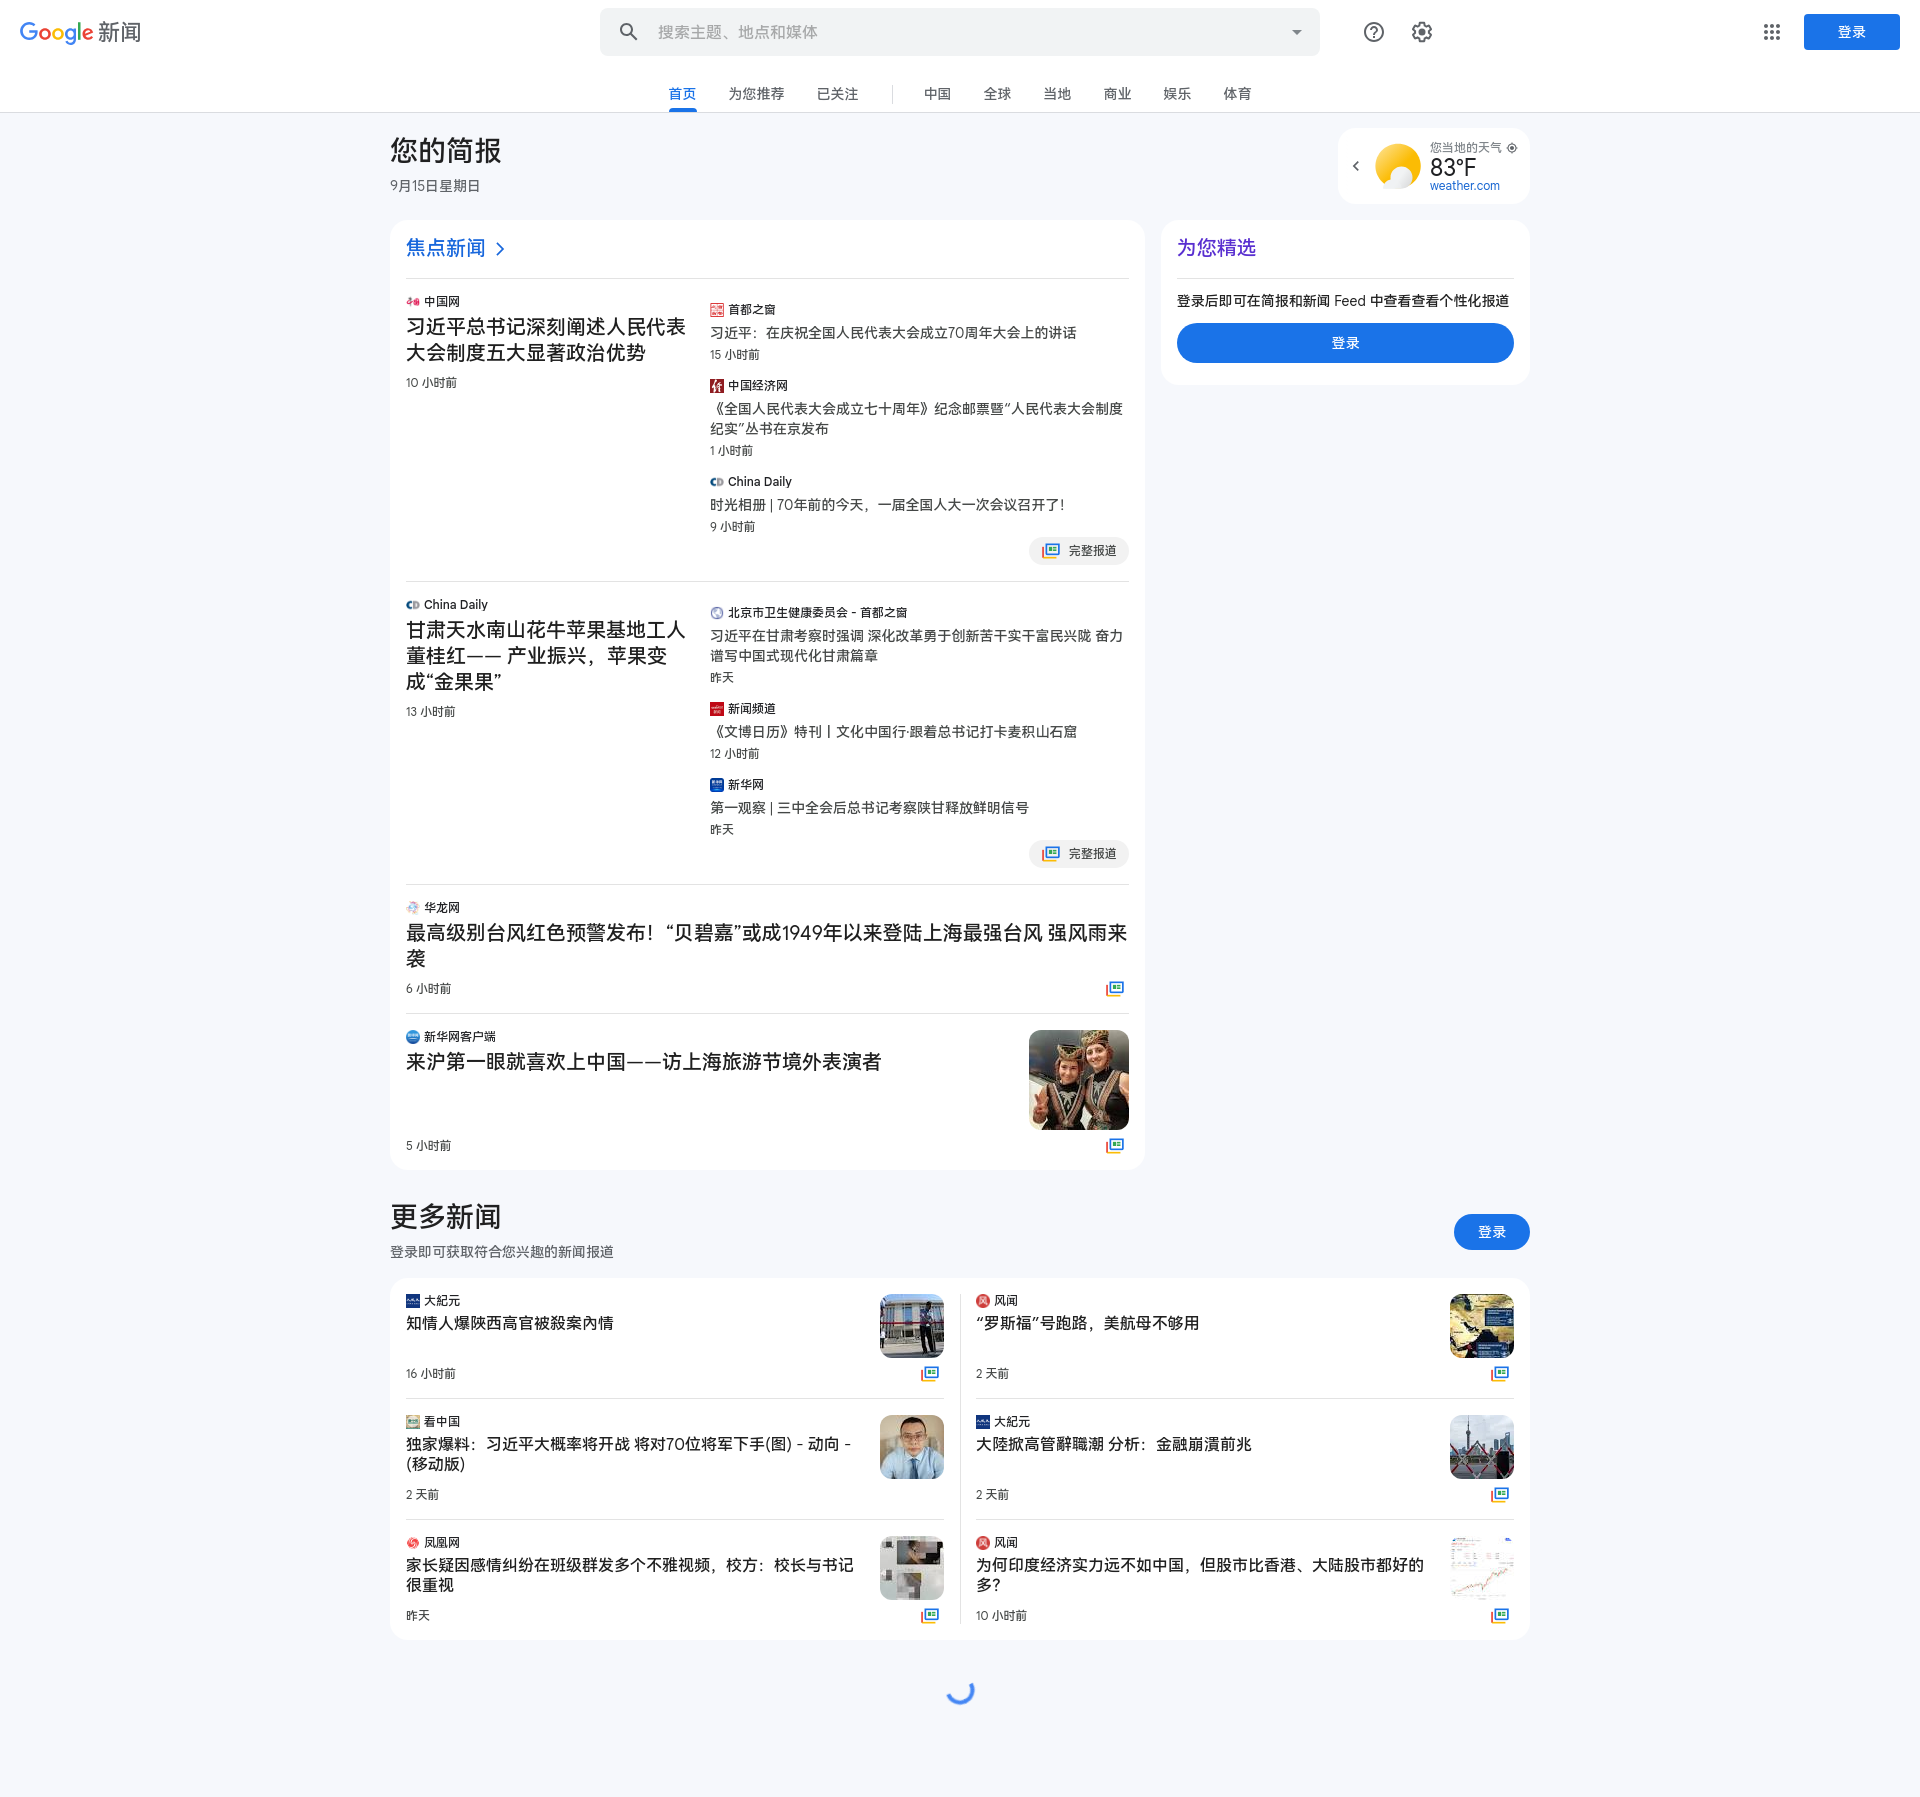 Google 新闻
搜索主题、地点和媒体
登录
首页
为您推荐
已关注
中国
全球
当地
商业
娱乐
体育
您的简报
9月15日星期日
您当地的天气
83°F
weather.com
焦点新闻
中国网
习近平总书记深刻阐述人民代表
大会制度五大显著政治优势
10 小时前
首都之窗
习近平：在庆祝全国人民代表大会成立70周年大会上的讲话
15 小时前
中国经济网
《全国人民代表大会成立七十周年》纪念邮票暨“人民代表大会制度
纪实”丛书在京发布
1 小时前
China Daily
时光相册 | 70年前的今天，一届全国人大一次会议召开了！
9 小时前
完整报道
China Daily
甘肃天水南山花牛苹果基地工人
董桂红—— 产业振兴，苹果变
成“金果果”
13 小时前
北京市卫生健康委员会 - 首都之窗
习近平在甘肃考察时强调 深化改革勇于创新苦干实干富民兴陇 奋力
谱写中国式现代化甘肃篇章
昨天
新闻频道
《文博日历》特刊丨文化中国行·跟着总书记打卡麦积山石窟
12 小时前
新华网
第一观察 | 三中全会后总书记考察陕甘释放鲜明信号
昨天
完整报道
华龙网
最高级别台风红色预警发布！“贝碧嘉”或成1949年以来登陆上海最强台风 强风雨来
袭
6 小时前
新华网客户端
来沪第一眼就喜欢上中国——访上海旅游节境外表演者
5 小时前
为您精选
登录后即可在简报和新闻 Feed 中查看查看个性化报道
登录
更多新闻
登录即可获取符合您兴趣的新闻报道
登录
大紀元
知情人爆陝西高官被殺案內情
16 小时前
风闻
“罗斯福”号跑路，美航母不够用
2 天前
看中国
独家爆料：习近平大概率将开战 将对70位将军下手(图) - 动向 -
(移动版)
2 天前
大紀元
大陸掀高管辭職潮 分析：金融崩潰前兆
2 天前
凤凰网
家长疑因感情纠纷在班级群发多个不雅视频，校方：校长与书记
很重视
昨天
风闻
为何印度经济实力远不如中国，但股市比香港、大陆股市都好的
多？
10 小时前